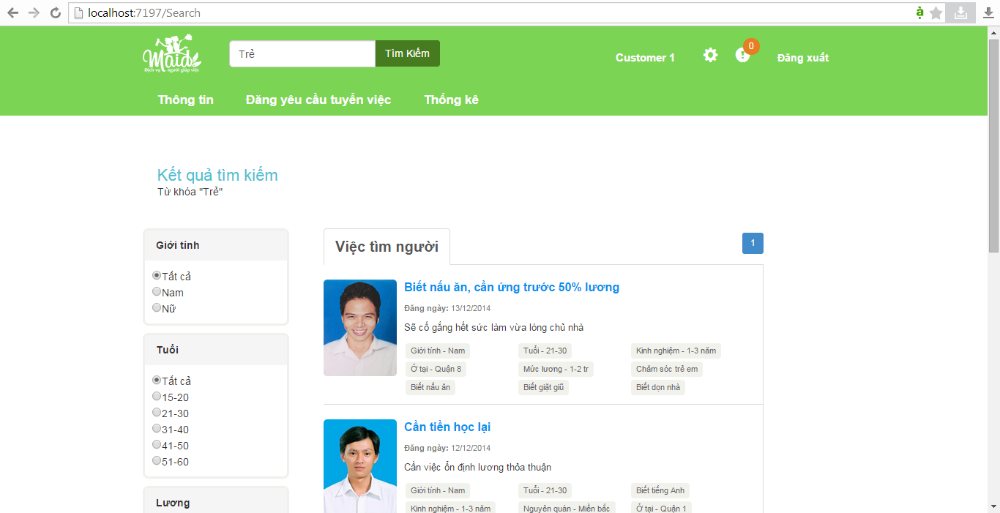 localhost:7197/Search
Maid
Dịch vụ người giúp việc
Trẻ
Tìm Kiếm
Customer 1
0
Đăng xuất
Thông tin
Đăng yêu cầu tuyển việc
Thống kê
Kết quả tìm kiếm
Từ khóa "Trẻ"
Giới tính
Tất cả
Nam
Nữ
Tuổi
Tất cả
15-20
21-30
31-40
41-50
51-60
Lương
Việc tìm người
1
Biết nấu ăn, cần ứng trước 50% lương
Đăng ngày: 13/12/2014
Sẽ cố gắng hết sức làm vừa lòng chủ nhà
Giới tính - Nam
Tuổi - 21-30
Kinh nghiệm - 1-3 năm
Ở tại - Quận 8
Mức lương - 1-2 tr
Chăm sóc trẻ em
Biết nấu ăn
Biết giặt giũ
Biết dọn nhà
Cần tiền học lại
Đăng ngày: 12/12/2014
Cần việc ổn định lương thỏa thuận
Giới tính - Nam
Tuổi - 21-30
Biết tiếng Anh
Kinh nghiệm - 1-3 năm
Nguyên quán - Miền bắc
Ở tại - Quận 1